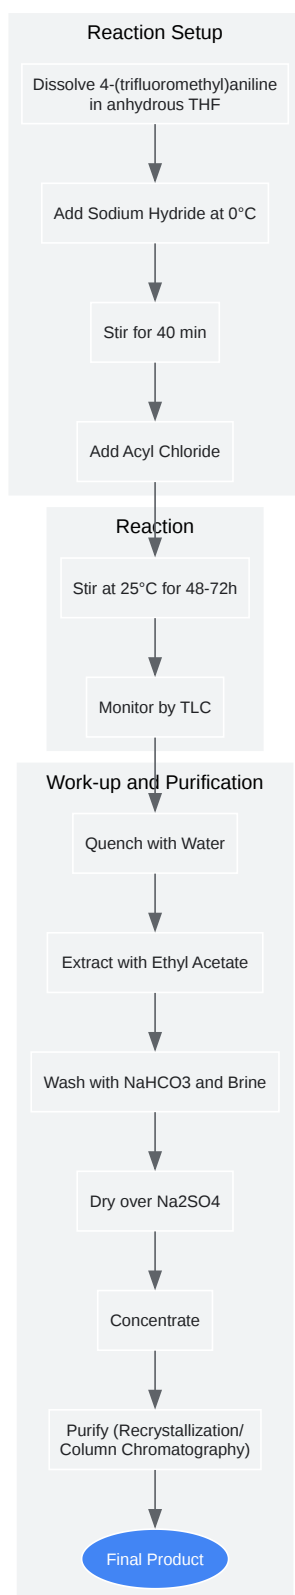 Reaction Setup
Dissolve 4-(trifluoromethyl)aniline
in anhydrous THF
Add Sodium Hydride at 0°C
Stir for 40 min
Add Acyl Chloride
Reaction
Stir at 25°C for 48-72h
Monitor by TLC
Work-up and Purification
Quench with Water
Extract with Ethyl Acetate
Wash with NaHCO3 and Brine
Dry over Na2SO4
Concentrate
Purify (Recrystallization/
Column Chromatography)
Final Product